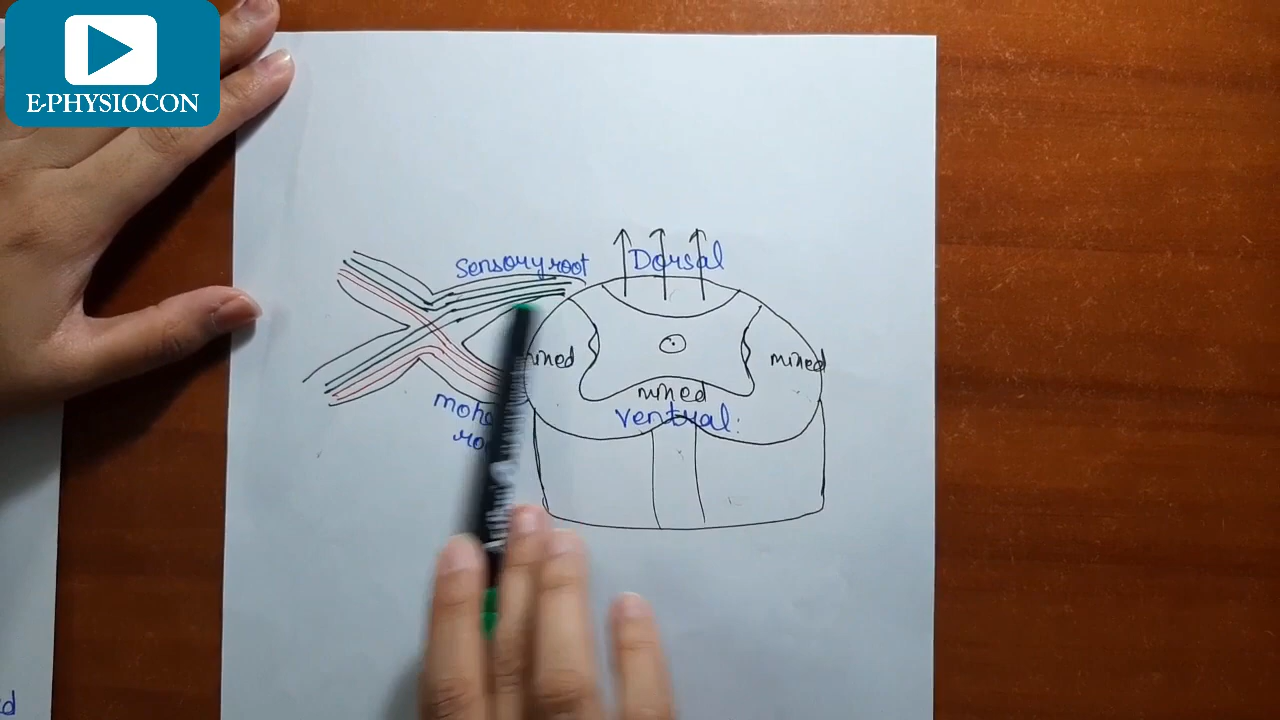 E-PHYSIOCON
Sensory root
Dorsal
mixed
mixed
mixed
ventral: